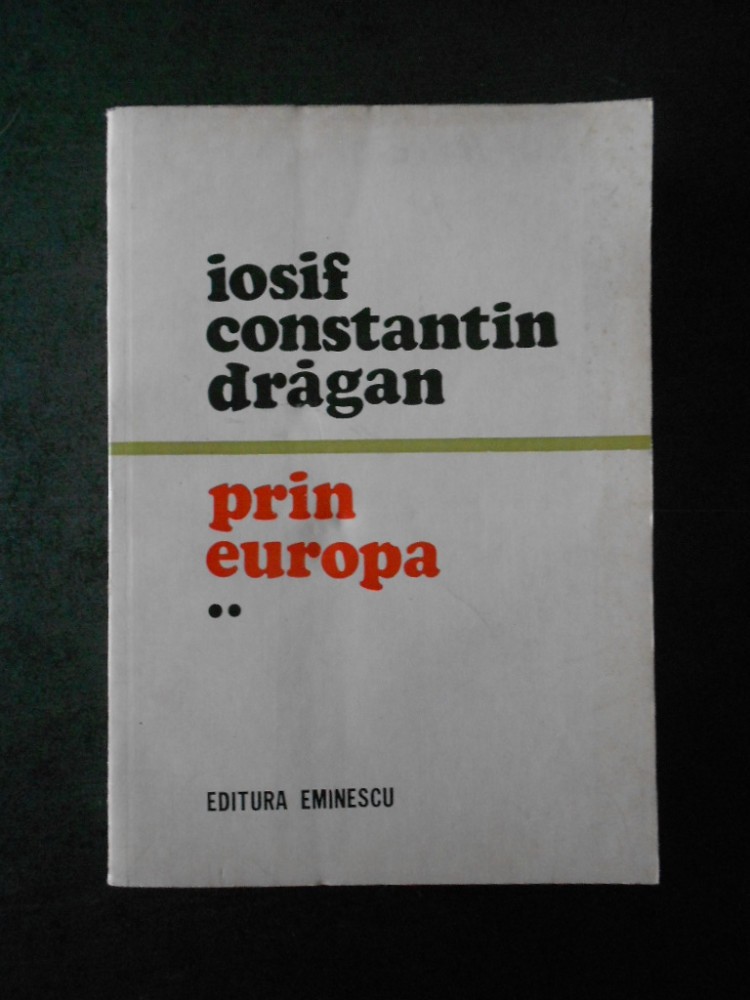 iosif
constantin
drăgan
prin
europa
••
EDITURA EMINESCU